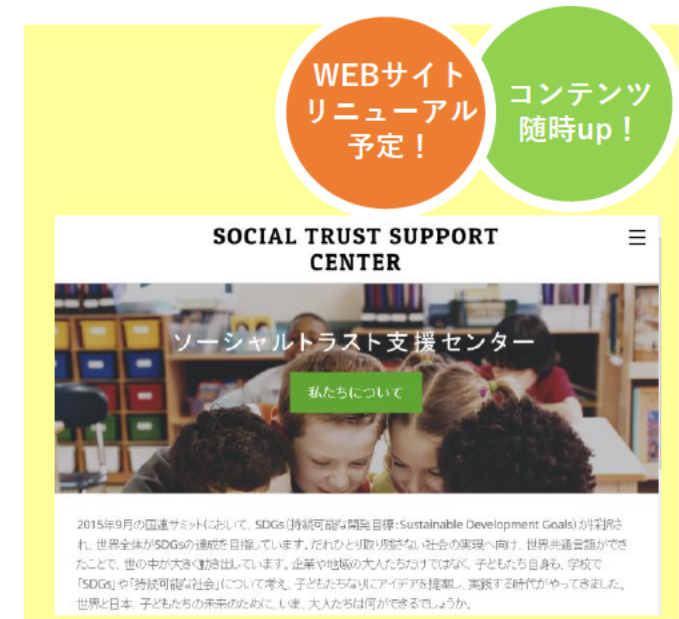 WEBサイト
リニューアル
予定！
コンテンツ
随時up！
SOCIAL TRUST SUPPORT
CENTER
ソーシャルトラスト支援センター
私たちについて
2015年9月の国連サミットにおいて、SDGs（持続可能な開発目標：Sustainable Development Goals）が採択さ
れ、世界全体がSDGsの達成を目指しています。だれひとり取り残さない社会の実現へ向け、世界共通言語ができ
たことで、世の中が大きく動き出しています。企業や地域の大人たちだけではなく、子どもたち自身も、学校で
「SDGs」や「持続可能な社会」について考え、子どもたちなりにアイデアを提案し、実践する時代がやってきました。
世界と日本、子どもたちの未来のために、いま、大人たちは何ができるでしょうか。